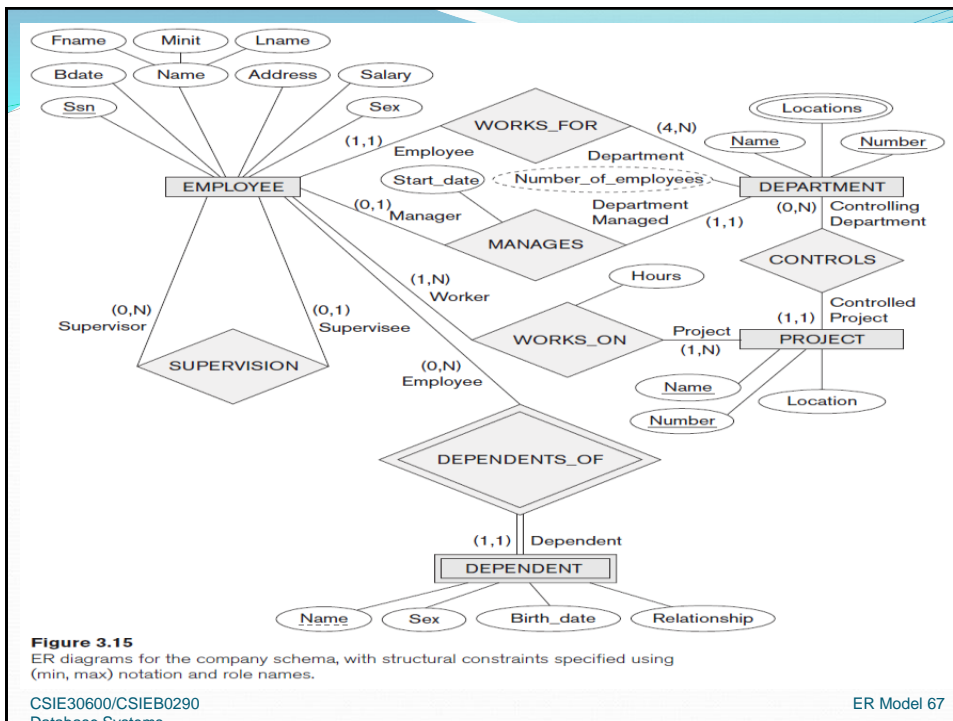 Fname Minit Lname
Bdate Name Address Salary
Ssn Sex
Locations
WORKS_FOR
(1,1) (4,N)
Employee Department
Name Number
Start_date Number_of_employees
EMPLOYEE DEPARTMENT
(0,1) Manager
Department Managed (1,1)
MANAGES
(0,N) Controlling
Department
CONTROLS
(1,N)
Worker
Hours
(0,N)
Supervisor
(0,1)
Supervisee
SUPERVISION
WORKS_ON
Project
(1,N)
Controlled
(1,1) Project
PROJECT
Name
Location
Number
(0,N)
Employee
DEPENDENTS_OF
(1,1) Dependent
DEPENDENT
Name Sex Birth_date Relationship
Figure 3.15
ER diagrams for the company schema, with structural constraints specified using
(min, max) notation and role names.
CSIE30600/CSIEB0290 ER Model 67
Database Systems